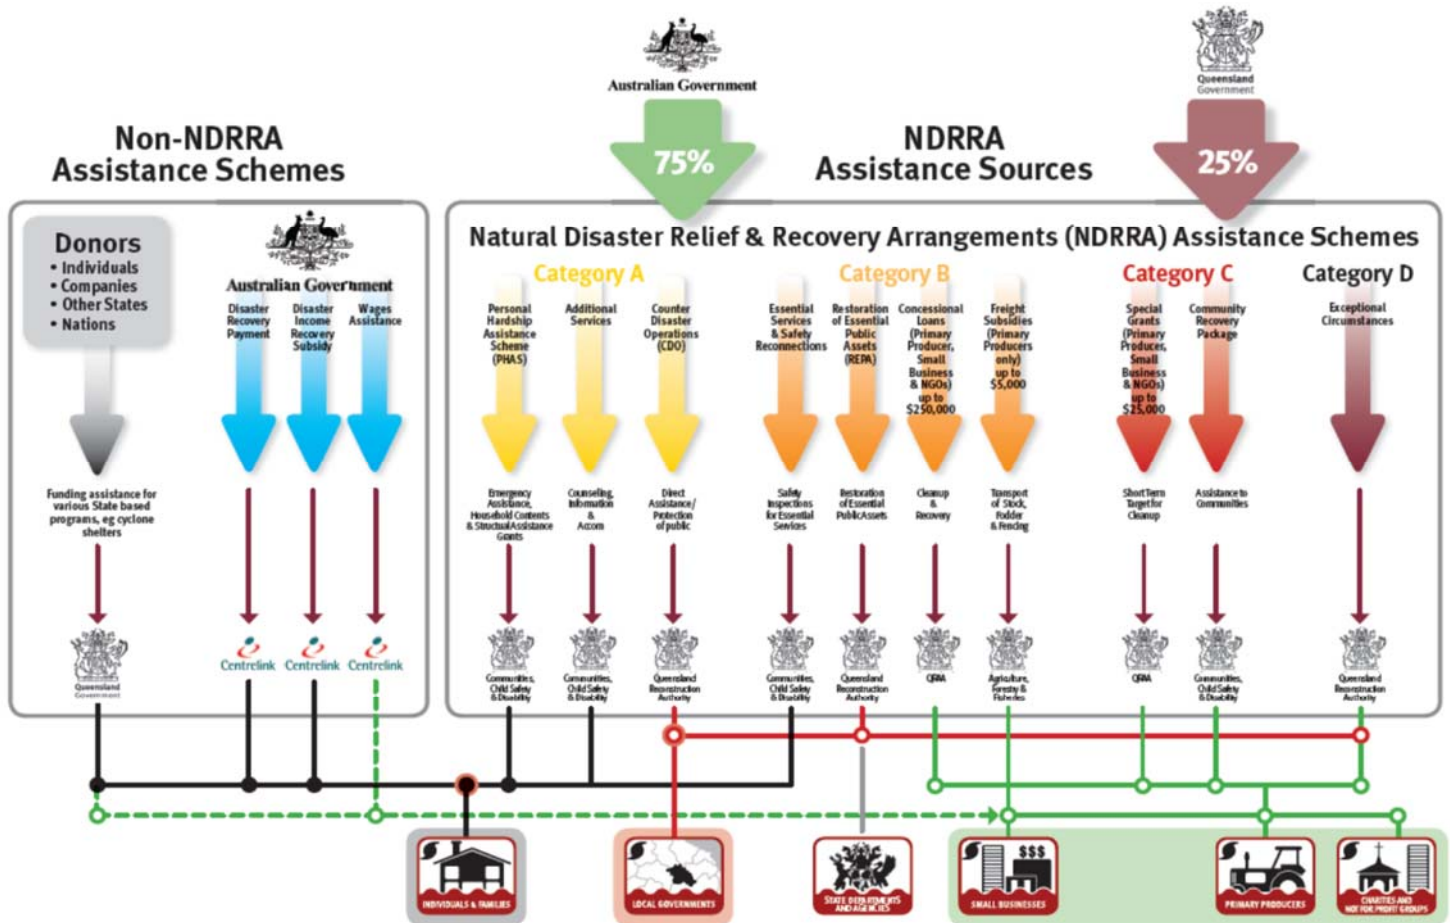 Australian Government
Queensland
Government
Non-NDRRA
Assistance Schemes
75%
NDRRA
Assistance Sources
25%
Donors
• Individuals
• Companies
• Other States
• Nations
Australian Government
Disaster
Recovery
Payment
Disaster
Income
Recovery
Subsidy
Wages
Assistance
Funding assistance for
various State based
programs, eg cyclone
shelters
Queensland
Government
Centrelink
Centrelink
Centrelink
Natural Disaster Relief & Recovery Arrangements (NDRRA) Assistance Schemes
Category A
Personal
Hardship
Assistance
Scheme
(PHAS)
Additional
Services
Counter
Disaster
Operations
(CDO)
Category B
Essential
Services
& Safety
Reconnections
Restoration
of Essential
Public
Assets
(REPA)
Concessional
Loans
(Primary
Producer,
Small
Business
& NGOs)
up to
$250,000
Freight
Subsidies
(Primary
Producers
only)
up to
$5,000
Category C
Special
Grants
(Primary
Producer,
Small
Business
& NGOs)
up to
$25,000
Community
Recovery
Package
Category D
Exceptional
Circumstances
Emergency
Assistance,
Household Contents
& Structual Assistance
Grants
Counseling,
Information
&
Accom
Direct
Assistance/
Protection
of public
Safety
Inspections
for Essential
Services
Restoration
of Essential
Public Assets
Cleanup
&
Recovery
Transport
of Stock,
Fodder
& Fencing
Short Term
Target for
Cleanup
Assistance to
Communities
Communities,
Child Safety
& Disability
Communities,
Child Safety
& Disability
Queensland
Reconstruction
Authority
Communities,
Child Safety
& Disability
Queensland
Reconstruction
Authority
QRAA
Agriculture,
Forestry &
Fisheries
QRAA
Communities,
Child Safety
& Disability
Queensland
Reconstruction
Authority
INDIVIDUALS & FAMILIES
LOCAL GOVERNMENTS
STATE DEPARTMENTS
AND AGENCIES
$$$
SMALL BUSINESSES
PRIMARY PRODUCERS
CHARITIES AND
NOT FOR PROFIT GROUPS